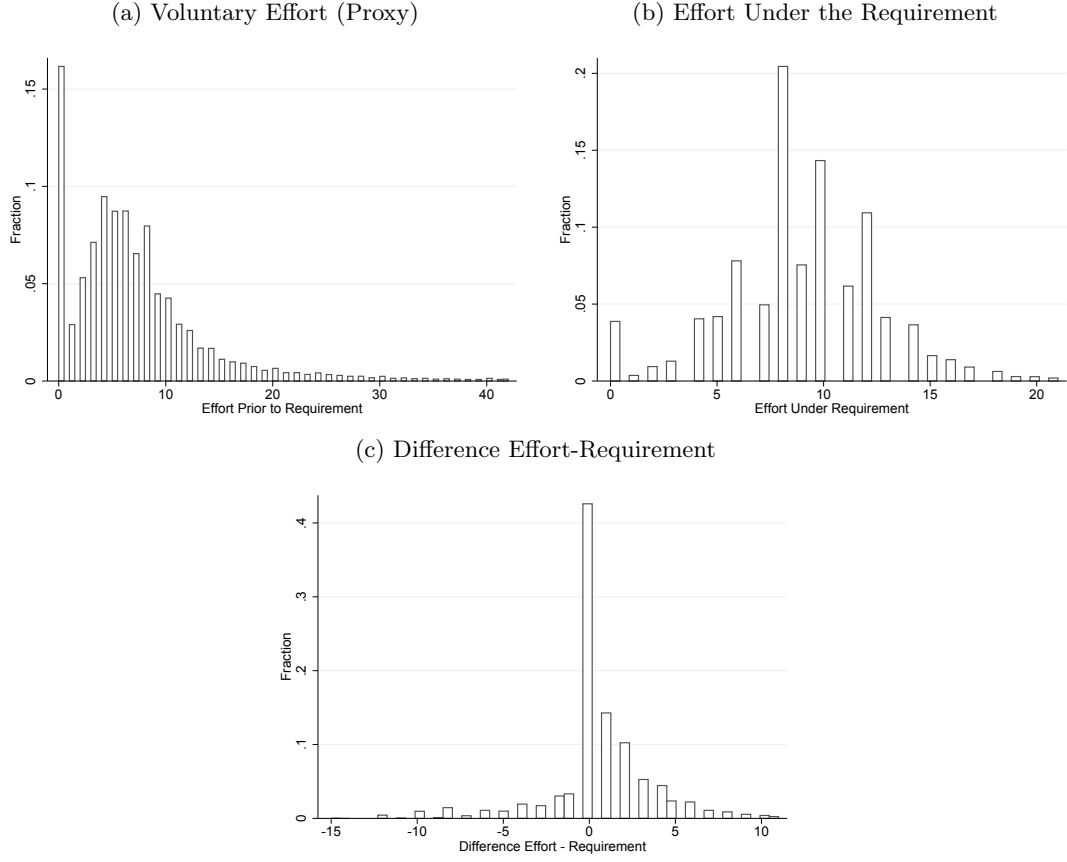 (a) Voluntary Effort (Proxy)
(b) Effort Under the Requirement
Fraction
.15
.1
.05
0
0 10 20 30 40
Effort Prior to Requirement
Fraction
.2
.15
.1
.05
0
0 5 10 15 20
Effort Under Requirement
(c) Difference Effort-Requirement
Fraction
.4
.3
.2
.1
0
-15 -10 -5 0 5 10
Difference Effort - Requirement